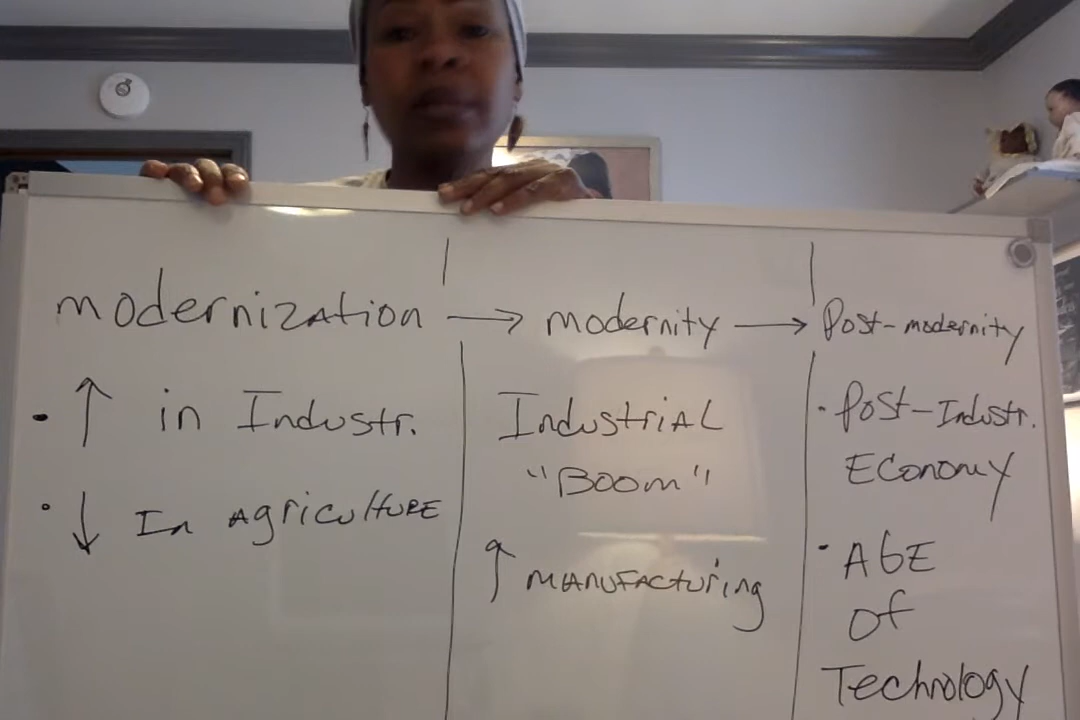 modernization → modernity → Post-modernity
• ↑ in Industr.
• ↓ In Agriculture
Industrial
"Boom"
↑ manufacturing
• Post-Industr.
Economy
• Age
of
Technology